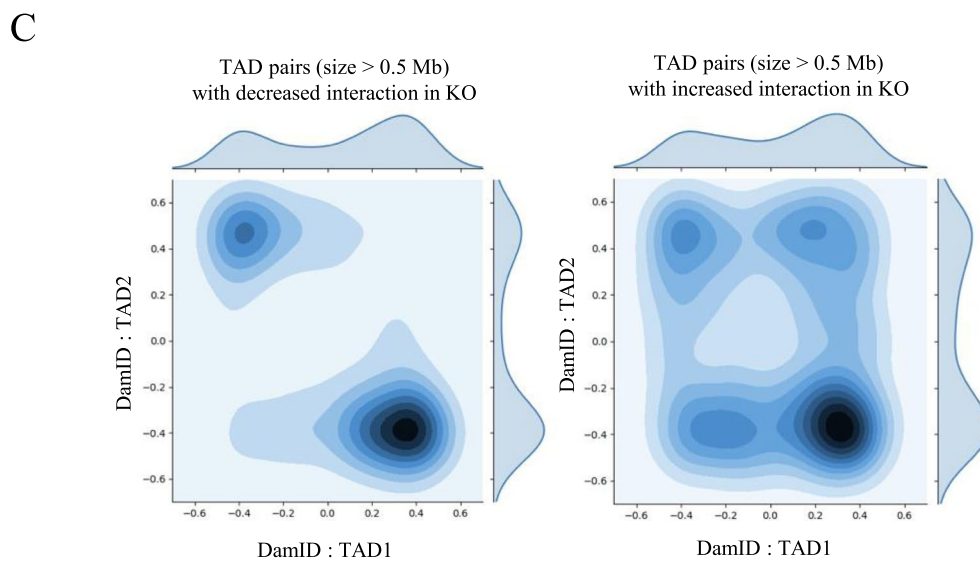 C
TAD pairs (size > 0.5 Mb)
with decreased interaction in KO
TAD pairs (size > 0.5 Mb)
with increased interaction in KO
DamID : TAD2
0.6
0.4
0.2
0.0
−0.2
−0.4
−0.6
−0.6 −0.4 −0.2 0.0 0.2 0.4 0.6
DamID : TAD1
DamID : TAD2
0.6
0.4
0.2
0.0
−0.2
−0.4
−0.6
−0.6 −0.4 −0.2 0.0 0.2 0.4 0.6
DamID : TAD1